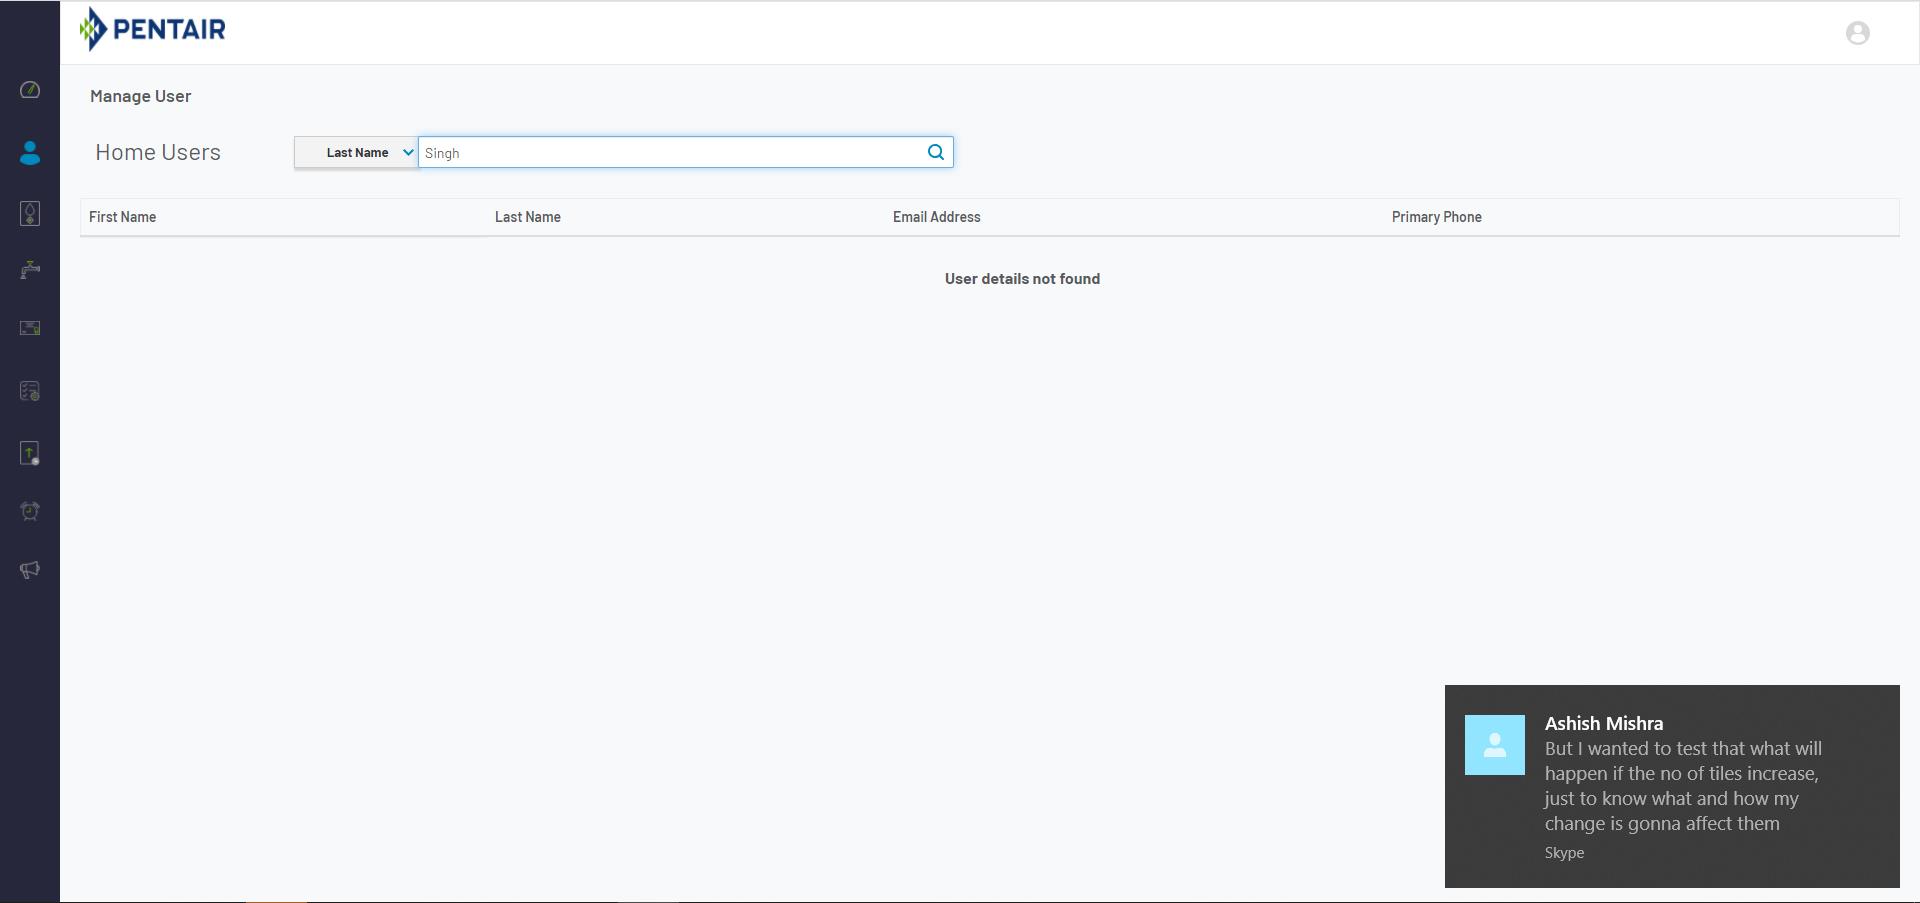 PENTAIR
Manage User
Home Users
Last Name
Singh
First Name Last Name Email Address Primary Phone
User details not found
Ashish Mishra
But I wanted to test that what will
happen if the no of tiles increase,
just to know what and how my
change is gonna affect them
Skype